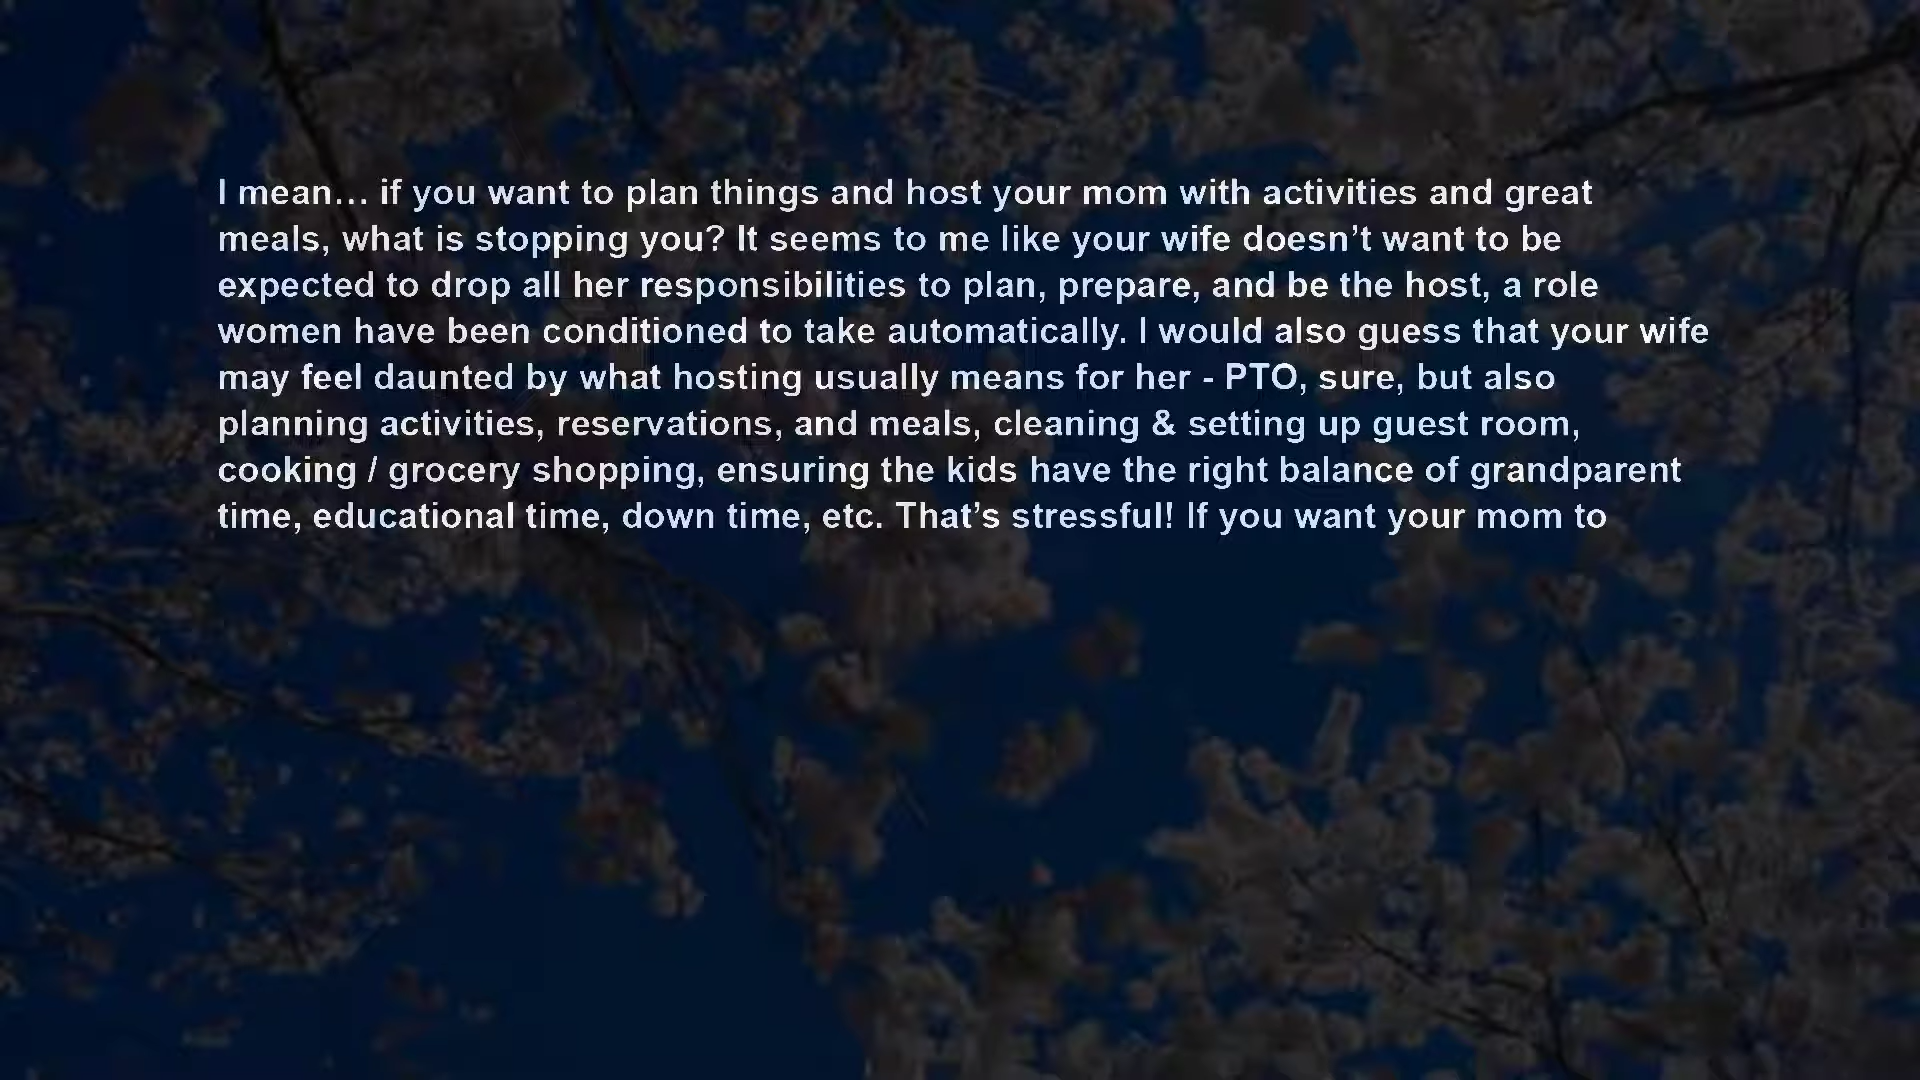 I mean… if you want to plan things and host your mom with activities and great
meals, what is stopping you? It seems to me like your wife doesn’t want to be
expected to drop all her responsibilities to plan, prepare, and be the host, a role
women have been conditioned to take automatically. I would also guess that your wife
may feel daunted by what hosting usually means for her - PTO, sure, but also
planning activities, reservations, and meals, cleaning & setting up guest room,
cooking / grocery shopping, ensuring the kids have the right balance of grandparent
time, educational time, down time, etc. That’s stressful! If you want your mom to